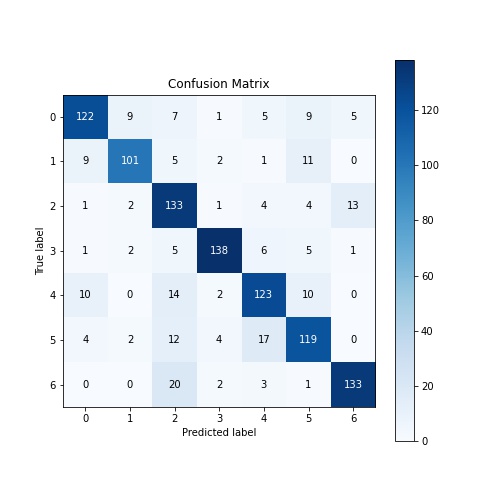 Confusion Matrix
0 122 9 7 1 5 9 5
1 9 101 5 2 1 11 0
2 1 2 133 1 4 4 13
3 1 2 5 138 6 5 1
4 10 0 14 2 123 10 0
5 4 2 12 4 17 119 0
6 0 0 20 2 3 1 133
0 1 2 3 4 5 6
Predicted label
True label
120
100
80
60
40
20
0